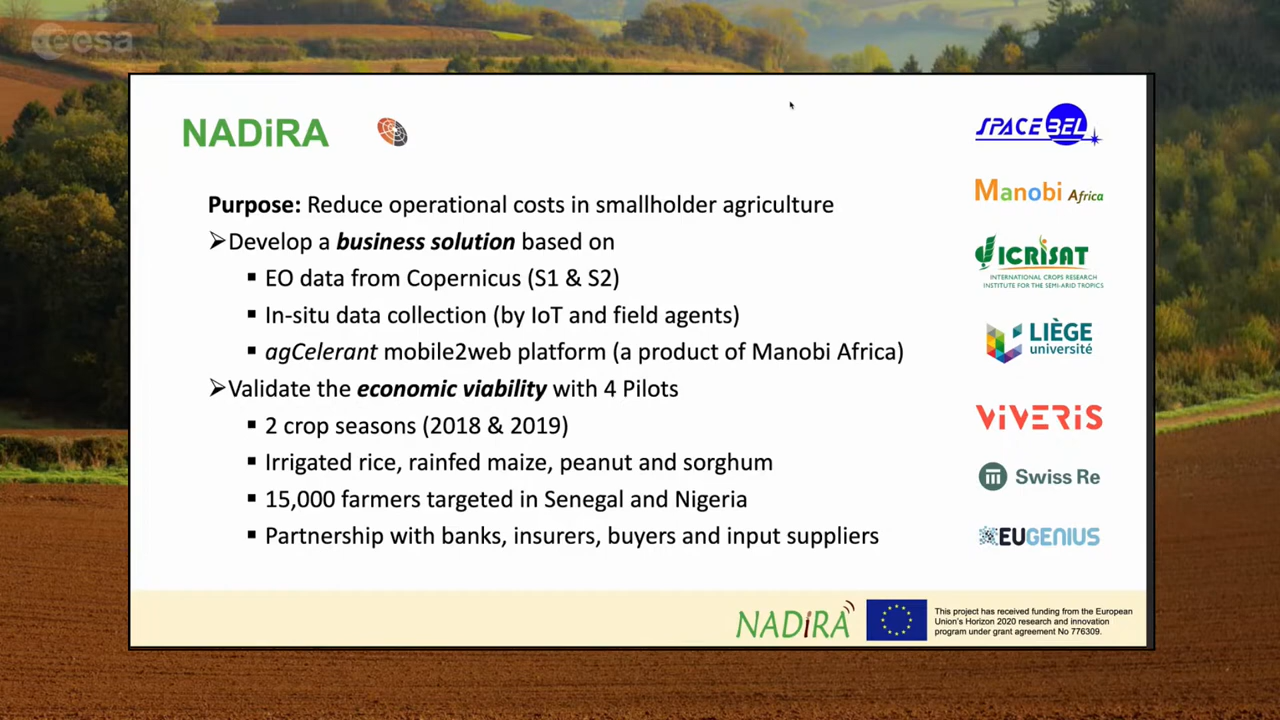 esa
NADiRA
Purpose: Reduce operational costs in smallholder agriculture
➢Develop a business solution based on
▪ EO data from Copernicus (S1 & S2)
▪ In-situ data collection (by IoT and field agents)
▪ agCelerant mobile2web platform (a product of Manobi Africa)
➢Validate the economic viability with 4 Pilots
▪ 2 crop seasons (2018 & 2019)
▪ Irrigated rice, rainfed maize, peanut and sorghum
▪ 15,000 farmers targeted in Senegal and Nigeria
▪ Partnership with banks, insurers, buyers and input suppliers
SPACEBEL
Manobi Africa
ICRISAT
INTERNATIONAL CROPS RESEARCH
INSTITUTE FOR THE SEMI-ARID TROPICS
LIÈGE
université
ViVERiS
Swiss Re
EUGENIUS
NADiRA
This project has received funding from the European
Union's Horizon 2020 research and innovation
program under grant agreement No 776309.